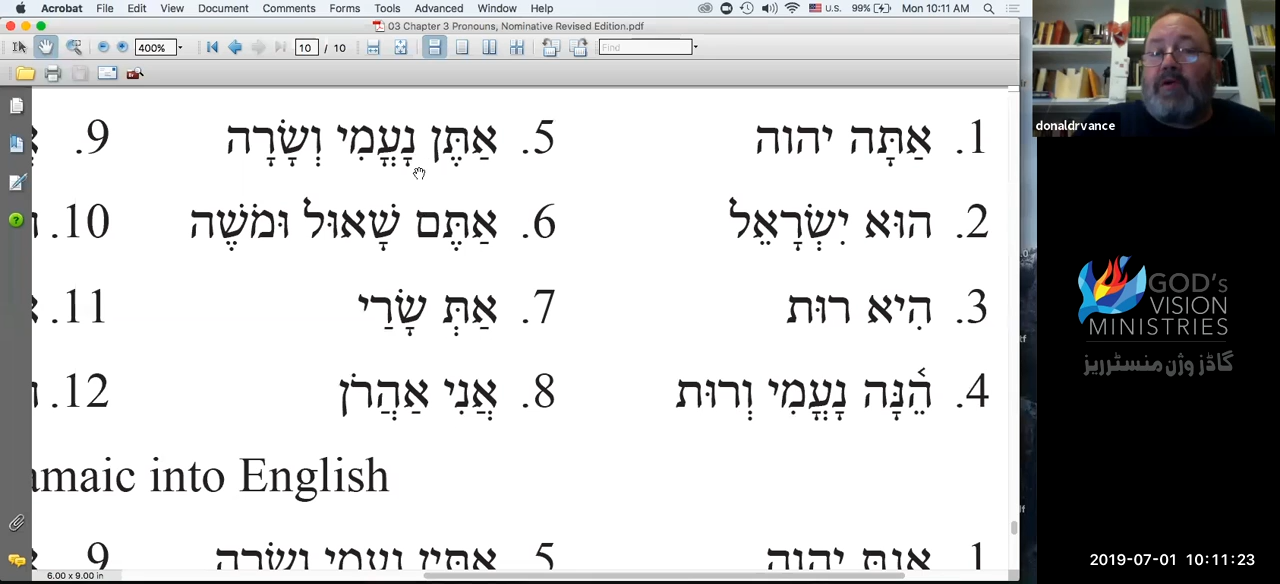 Acrobat File Edit View Document Comments Forms Tools Advanced Window Help U.S. 99% Mon 10:11 AM
03 Chapter 3 Pronouns, Nominative Revised Edition.pdf
400% 10 / 10 Find
donaldrvance
1. אַתָּה יהוה
2. הוּא יִשְׂרָאֵל
3. הִיא רוּת
4. הֵ֫נָּה נָעֳמִי וְרוּת
5. אַתֶּן נָעֳמִי וְשָׂרָה
6. אַתֶּם שָׁאוּל וּמֹשֶׁה
7. אַתְּ שָׂרַי
8. אֲנִי אַהֲרֹן
9.
10.
11.
12.
amaic into English
1
5
9
GOD's
VISION
MINISTRIES
گاڈز وژن منسٹریز
6.00 x 9.00 in
2019-07-01 10:11:23